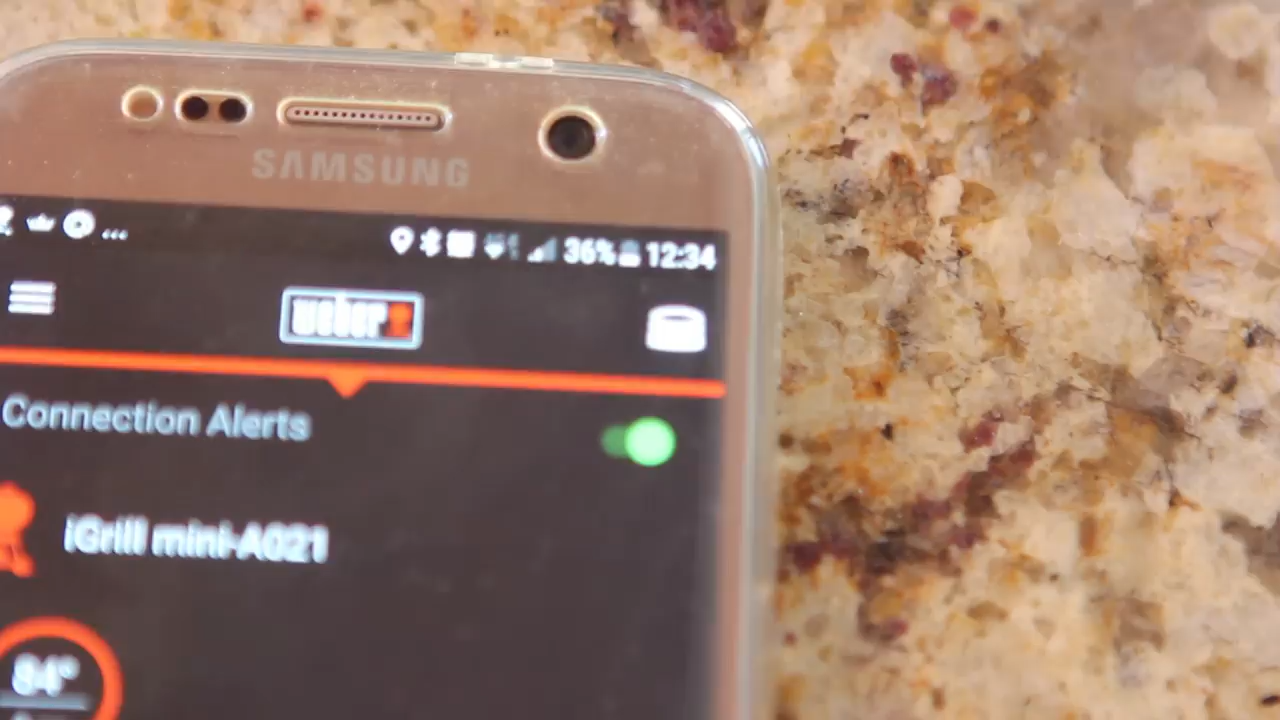 SAMSUNG
... 36% 12:34
weber
Connection Alerts
iGrill mini-A021
84°